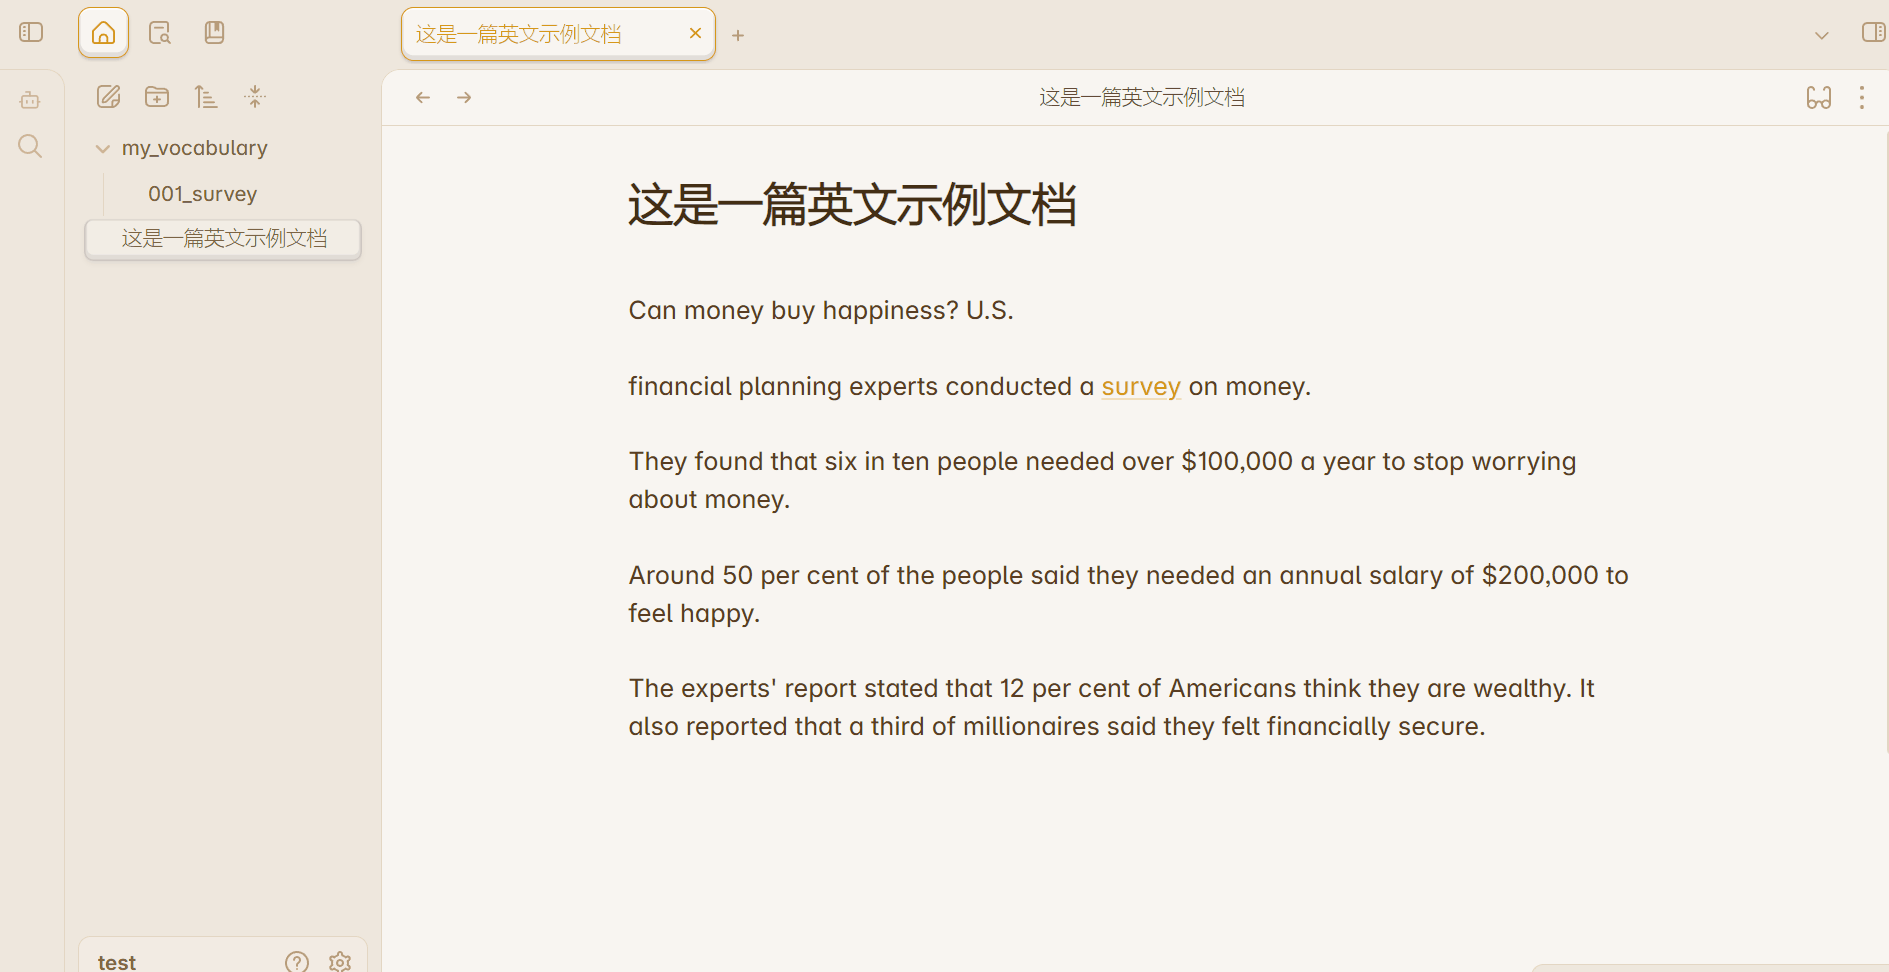 这是一篇英文示例文档
这是一篇英文示例文档
my_vocabulary
001_survey
这是一篇英文示例文档
这是一篇英文示例文档
Can money buy happiness? U.S.
financial planning experts conducted a survey on money.
They found that six in ten people needed over $100,000 a year to stop worrying
about money.
Around 50 per cent of the people said they needed an annual salary of $200,000 to
feel happy.
The experts' report stated that 12 per cent of Americans think they are wealthy. It
also reported that a third of millionaires said they felt financially secure.
test